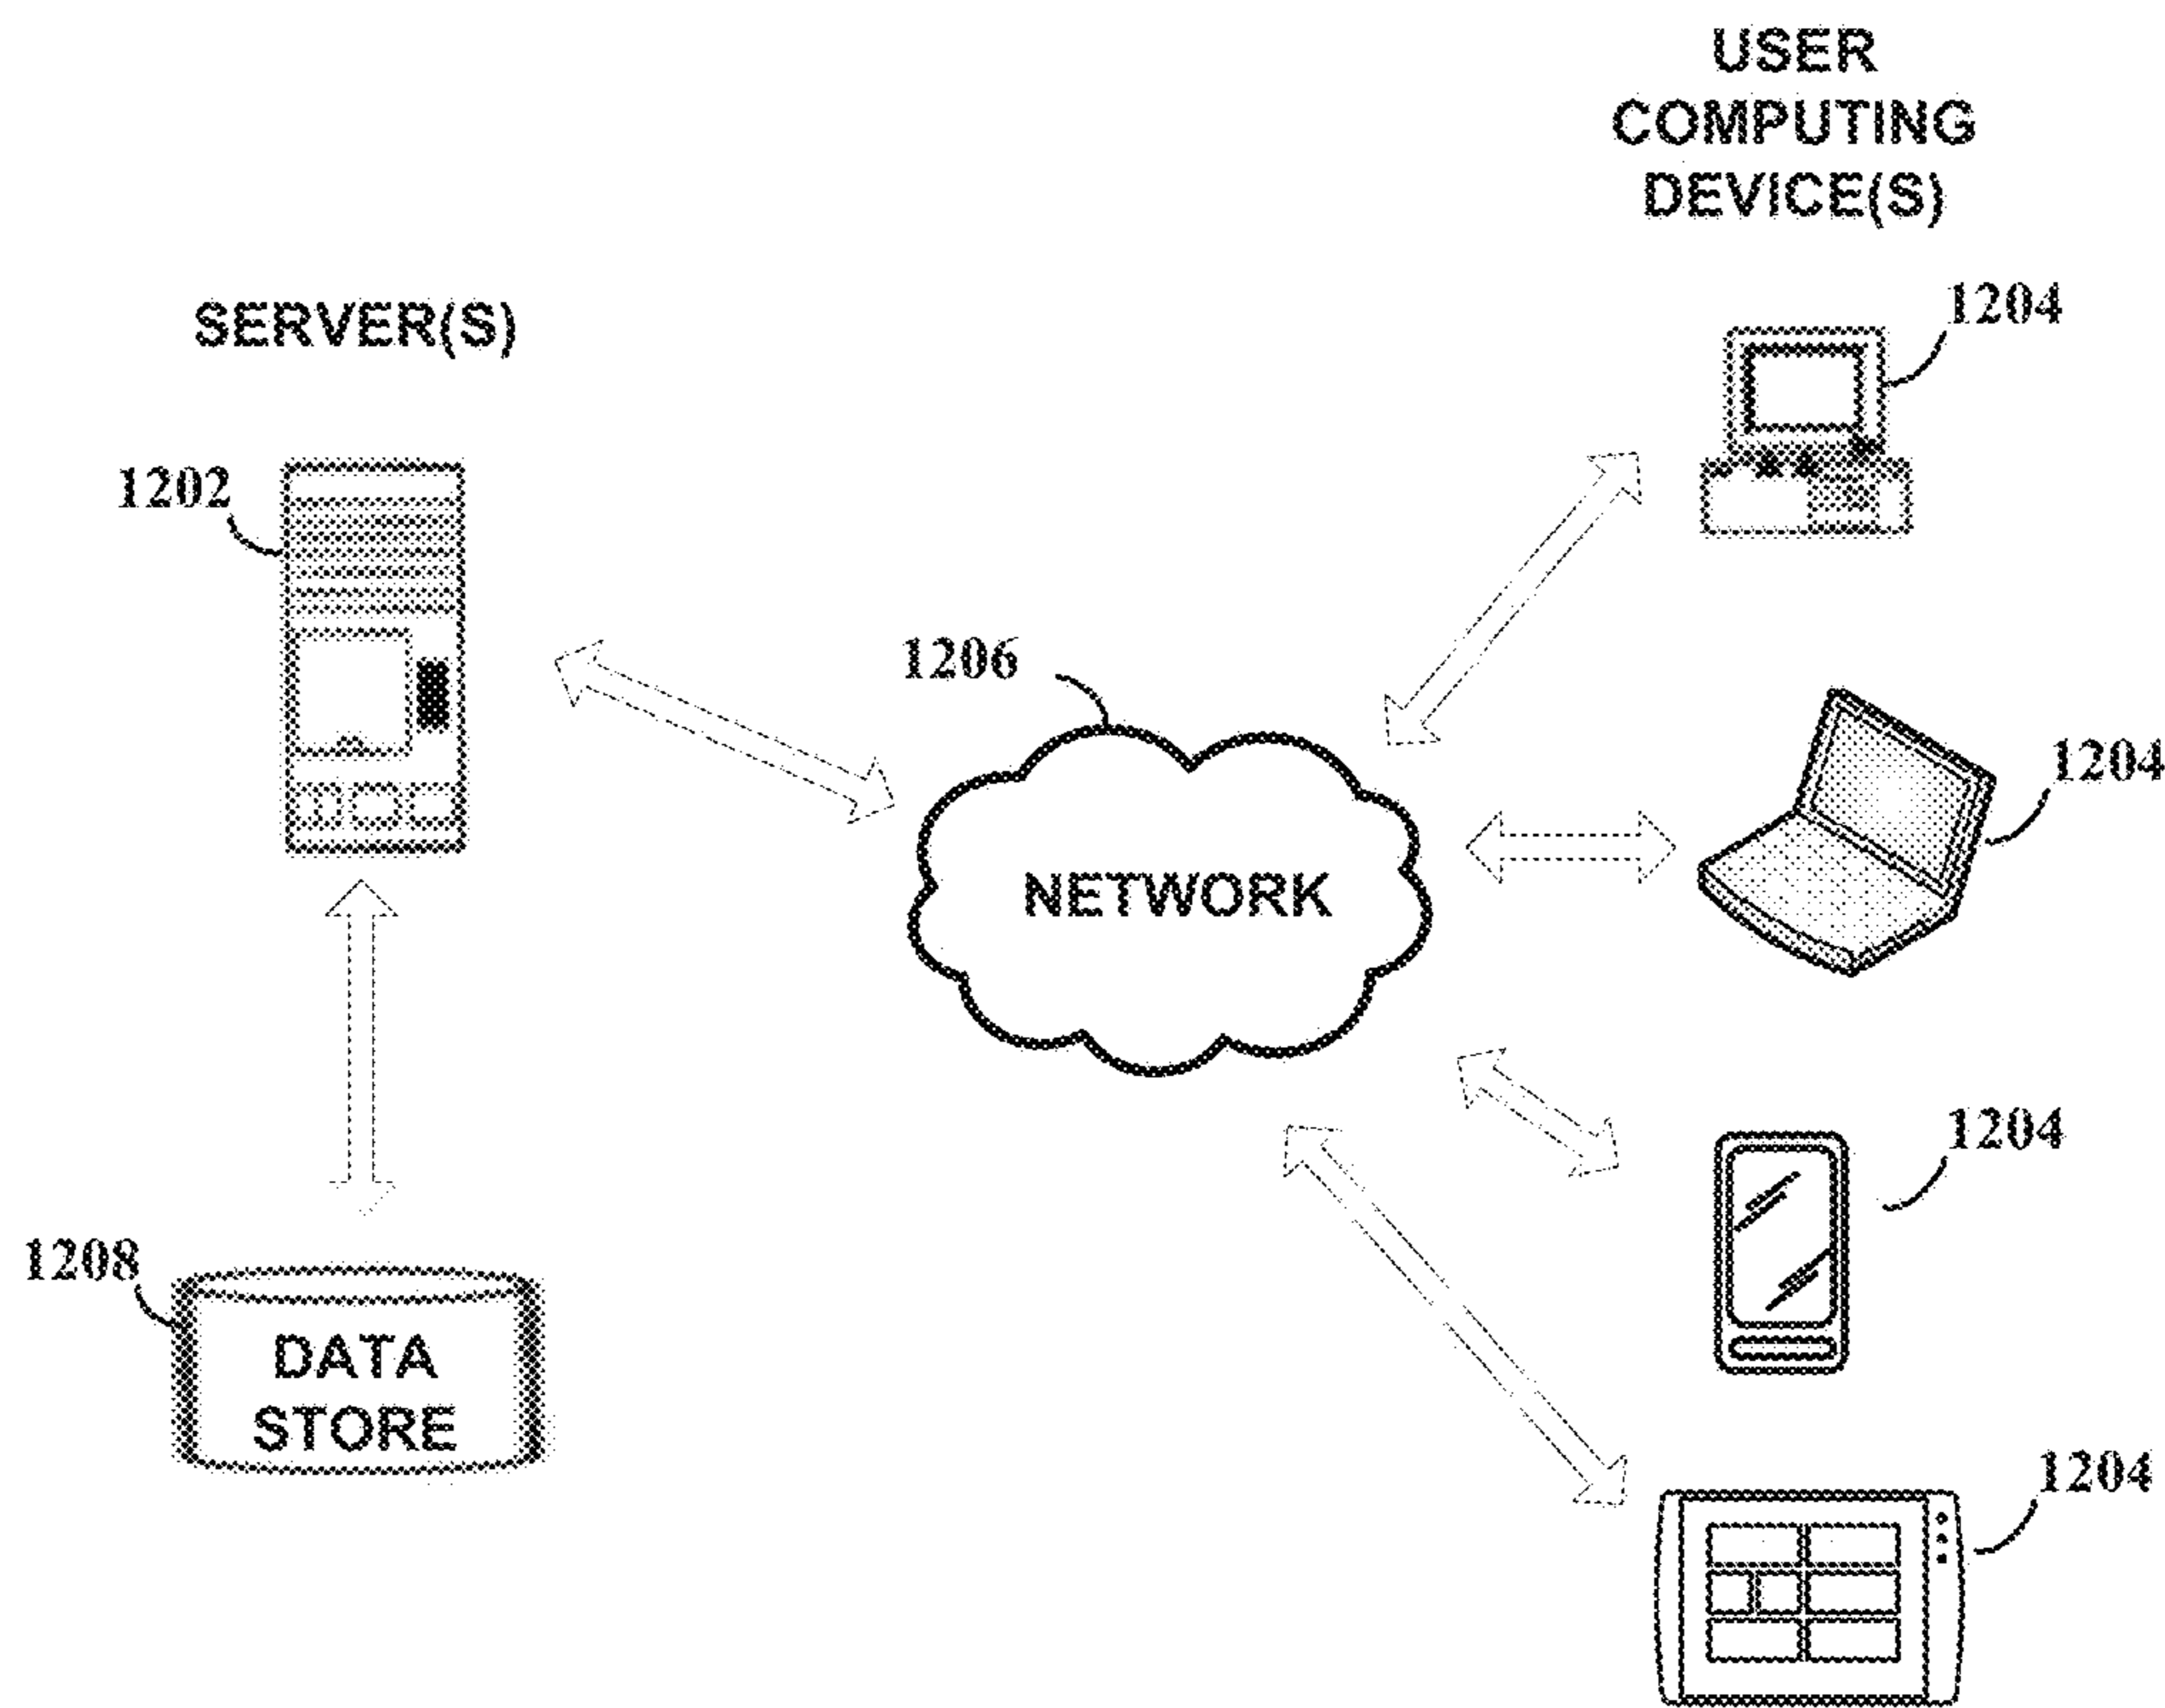 USER
COMPUTING
DEVICE(S)
SERVER(S)
1204
1202
1206
1204
NETWORK
1204
1208
DATA
STORE
1204